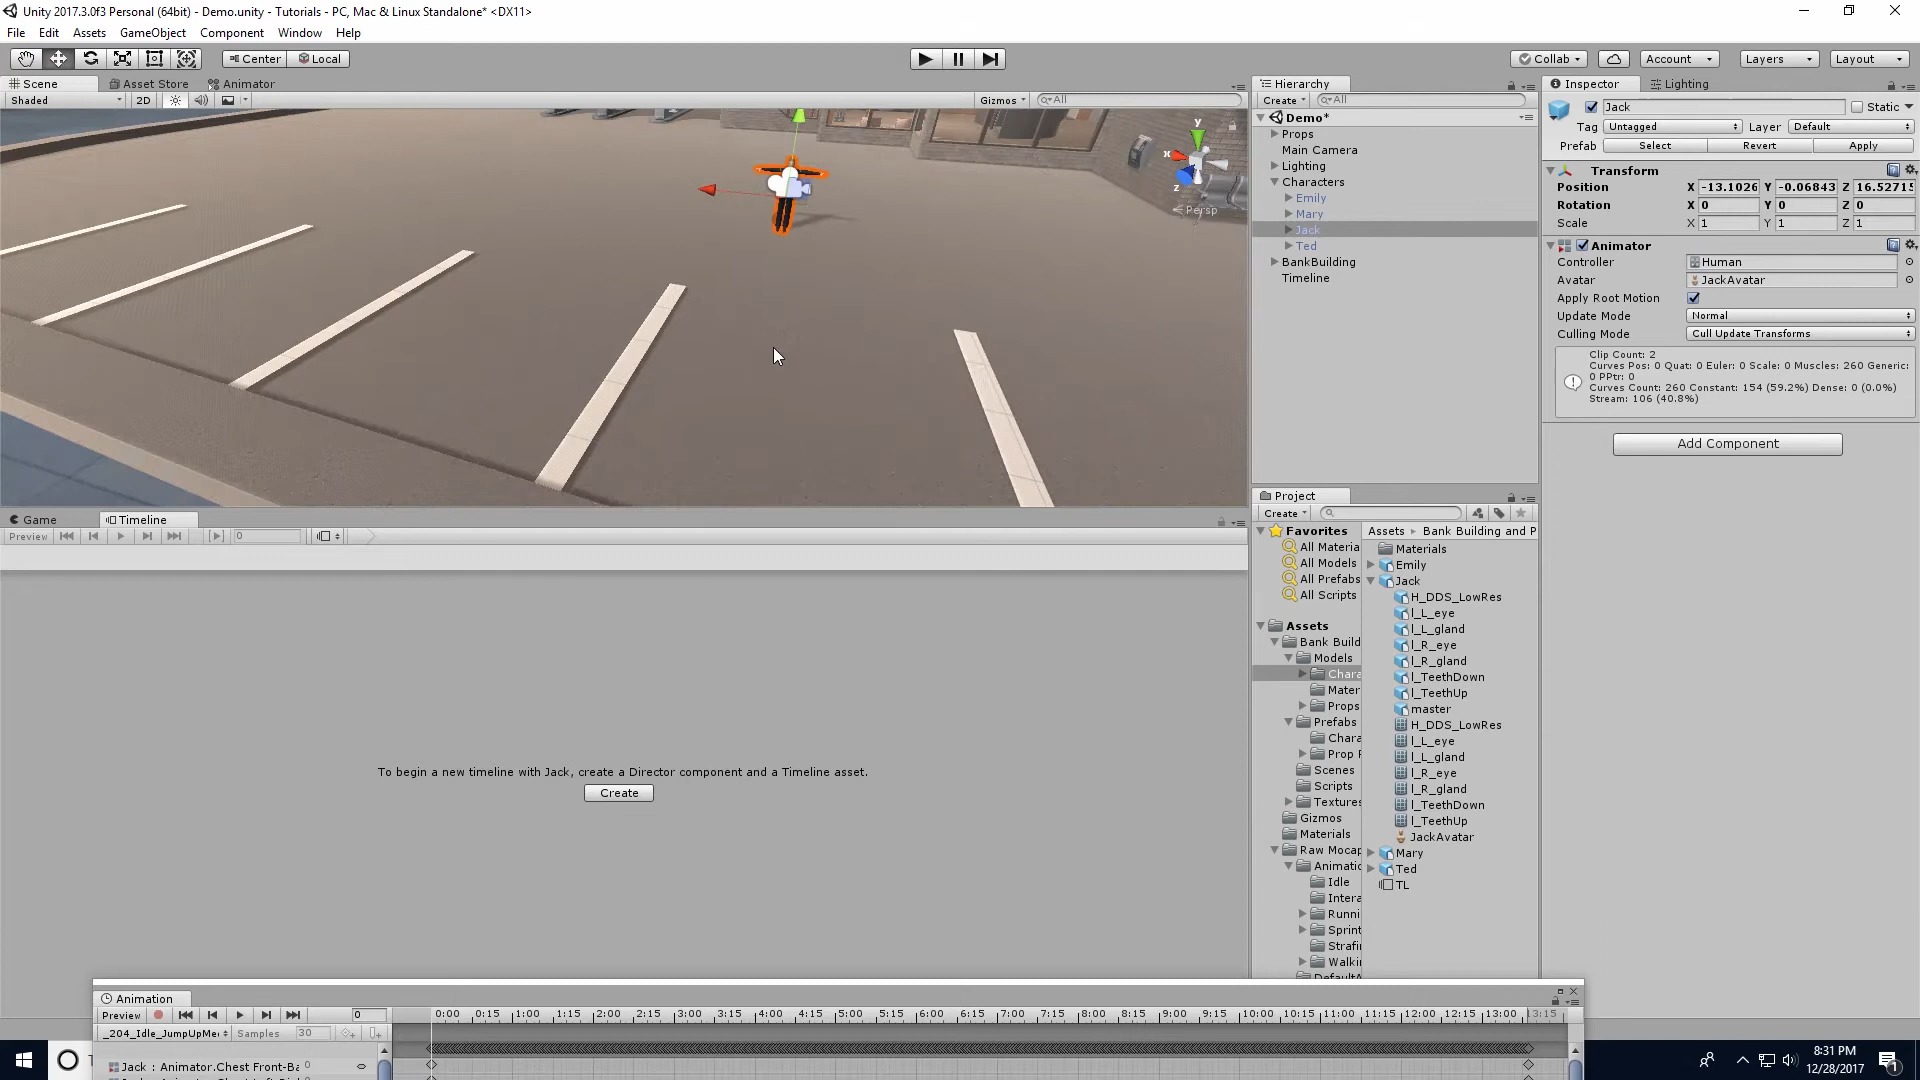 Unity 2017.3.0f3 Personal (64bit) - Demo.unity - Tutorials - PC, Mac & Linux Standalone* <DX11>
File Edit Assets GameObject Component Window Help
Center Local
Collab Account Layers Layout
Scene Asset Store Animator
Shaded 2D Gizmos All
y
x
z
Persp
Hierarchy
Create All
Demo*
Props
Main Camera
Lighting
Characters
Emily
Mary
Jack
Ted
BankBuilding
Timeline
Inspector Lighting
Jack Static
Tag Untagged Layer Default
Prefab Select Revert Apply
Transform
Position X -13.1026 Y -0.06843 Z 16.52715
Rotation X 0 Y 0 Z 0
Scale X 1 Y 1 Z 1
Animator
Controller Human
Avatar JackAvatar
Apply Root Motion
Update Mode Normal
Culling Mode Cull Update Transforms
Clip Count: 2
Curves Pos: 0 Quat: 0 Euler: 0 Scale: 0 Muscles: 260 Generic:
0 PPtr: 0
Curves Count: 260 Constant: 154 (59.2%) Dense: 0 (0.0%)
Stream: 106 (40.8%)
Add Component
Game Timeline
Preview 0
To begin a new timeline with Jack, create a Director component and a Timeline asset.
Create
Project
Create
Favorites
All Materia
All Models
All Prefabs
All Scripts
Assets
Bank Build
Models
Chara
Mater
Props
Prefabs
Chara
Prop F
Scenes
Scripts
Textures
Gizmos
Materials
Raw Mocap
Animatio
Idle
Intera
Runni
Sprint
Strafi
Walki
DefaultA
Assets Bank Building and P
Materials
Emily
Jack
H_DDS_LowRes
l_L_eye
l_L_gland
l_R_eye
l_R_gland
l_TeethDown
l_TeethUp
master
H_DDS_LowRes
l_L_eye
l_L_gland
l_R_eye
l_R_gland
l_TeethDown
l_TeethUp
JackAvatar
Mary
Ted
TL
Animation
Preview 0
0:00 0:15 1:00 1:15 2:00 2:15 3:00 3:15 4:00 4:15 5:00 5:15 6:00 6:15 7:00 7:15 8:00 8:15 9:00 9:15 10:00 10:15 11:00 11:15 12:00 12:15 13:00 13:15
_204_Idle_JumpUpMe Samples 30
Jack : Animator.Chest Front-Ba 0
8:31 PM
12/28/2017
1